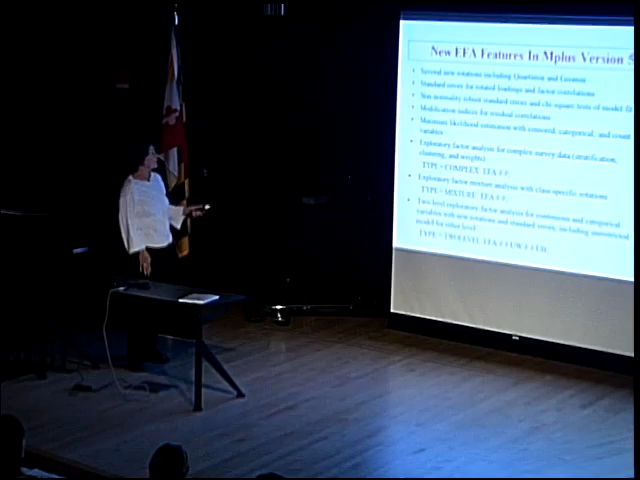 New EFA Features In Mplus Version 5
Several new rotations including Quartimin and Geomin
Standard errors for rotated loadings and factor correlations
Non-normality robust standard errors and chi-square tests of model fit
Modification indices for residual correlations
Maximum likelihood estimation with censored, categorical, and count
variables
Exploratory factor analysis for complex survey data (stratification,
clustering, and weights)
TYPE = COMPLEX EFA # #;
Exploratory factor mixture analysis with class-specific rotations
TYPE = MIXTURE EFA # #;
Two-level exploratory factor analysis for continuous and categorical
variables with new rotations and standard errors, including unrestricted
model for either level
TYPE = TWOLEVEL EFA # # UW # # UB;